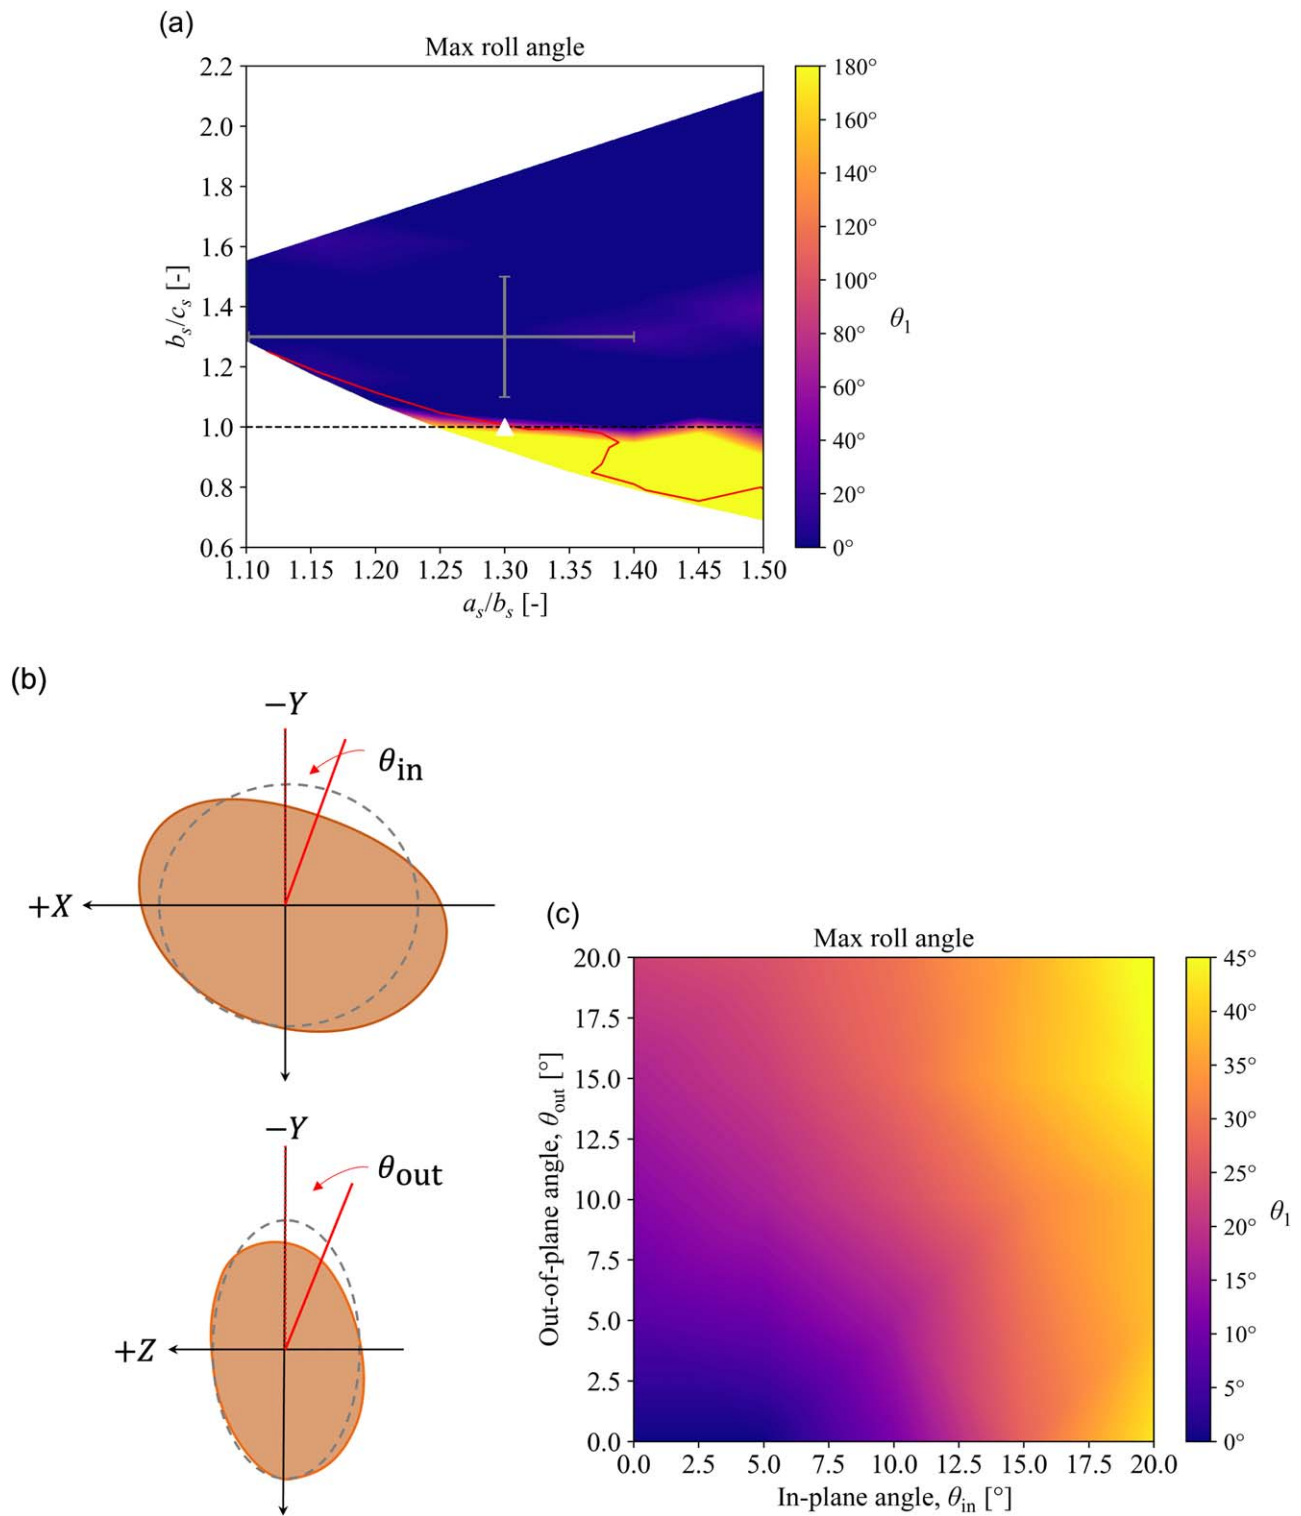 (a)
Max roll angle
2.2
2.0
1.8
1.6
1.4
1.2
1.0
0.8
0.6
b_s/c_s [-]
1.10 1.15 1.20 1.25 1.30 1.35 1.40 1.45 1.50
a_s/b_s [-]
180°
160°
140°
120°
100°
80°
60°
40°
20°
0°
θ_1
(b)
−Y
θ_in
+X
−Y
θ_out
+Z
(c)
Max roll angle
20.0
17.5
15.0
12.5
10.0
7.5
5.0
2.5
0.0
Out-of-plane angle, θ_out [°]
0.0 2.5 5.0 7.5 10.0 12.5 15.0 17.5 20.0
In-plane angle, θ_in [°]
45°
40°
35°
30°
25°
20°
15°
10°
5°
0°
θ_1